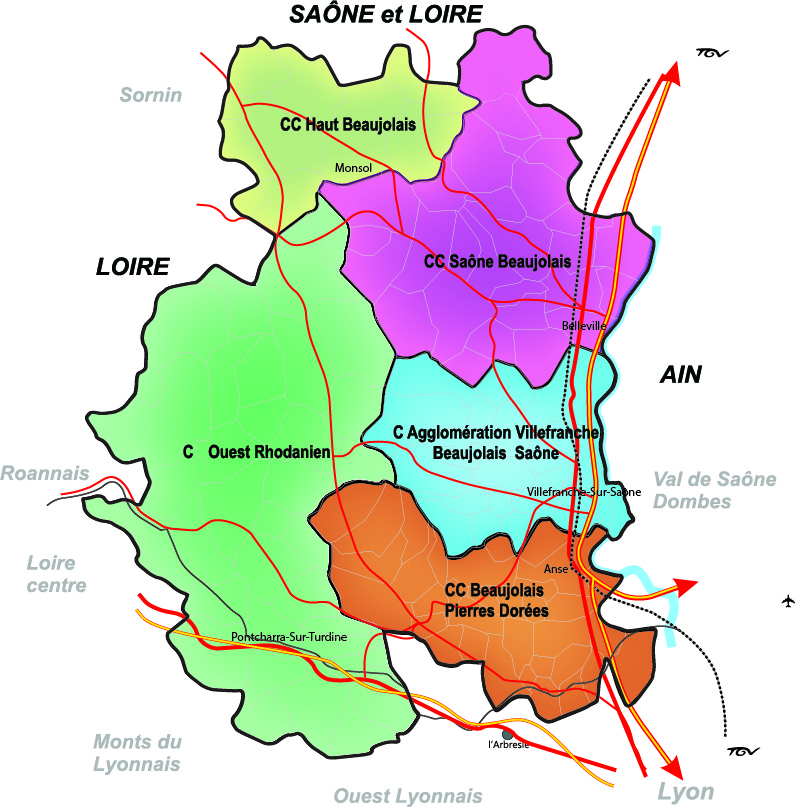 SAÔNE et LOIRE
TGV
Sornin
CC Haut Beaujolais
Monsol
LOIRE
CC Saône Beaujolais
Belleville
AIN
C Agglomération Villefranche
Beaujolais Saône
C Ouest Rhodanien
Roannais
Val de Saône
Dombes
Villefranche-Sur-Saône
Loire
centre
Anse
CC Beaujolais
Pierres Dorées
Pontcharra-Sur-Turdine
Monts du
Lyonnais
l'Arbresle
TGV
Ouest Lyonnais
Lyon